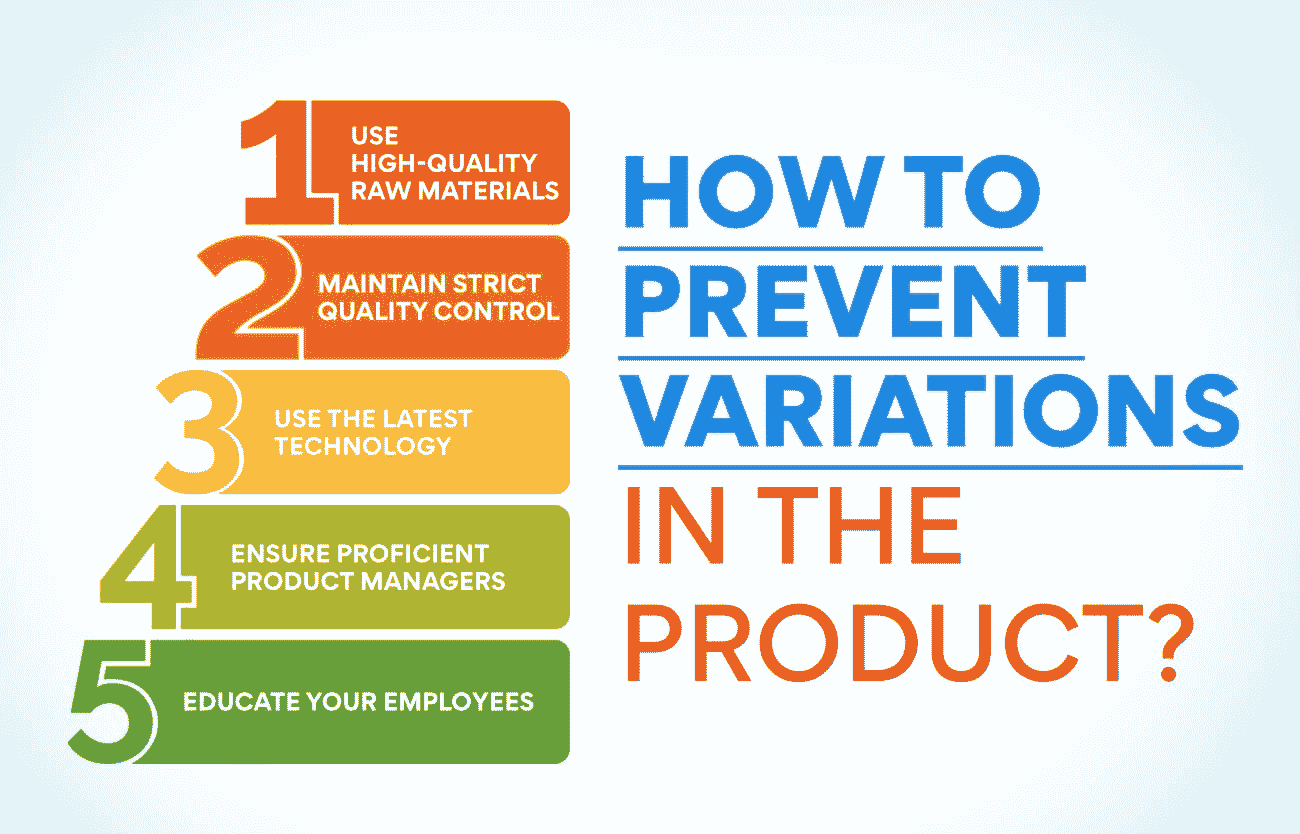 1
USE
HIGH-QUALITY
RAW MATERIALS
2
MAINTAIN STRICT
QUALITY CONTROL
3
USE THE LATEST
TECHNOLOGY
4
ENSURE PROFICIENT
PRODUCT MANAGERS
5
EDUCATE YOUR EMPLOYEES
HOW TO
PREVENT
VARIATIONS
IN THE
PRODUCT?